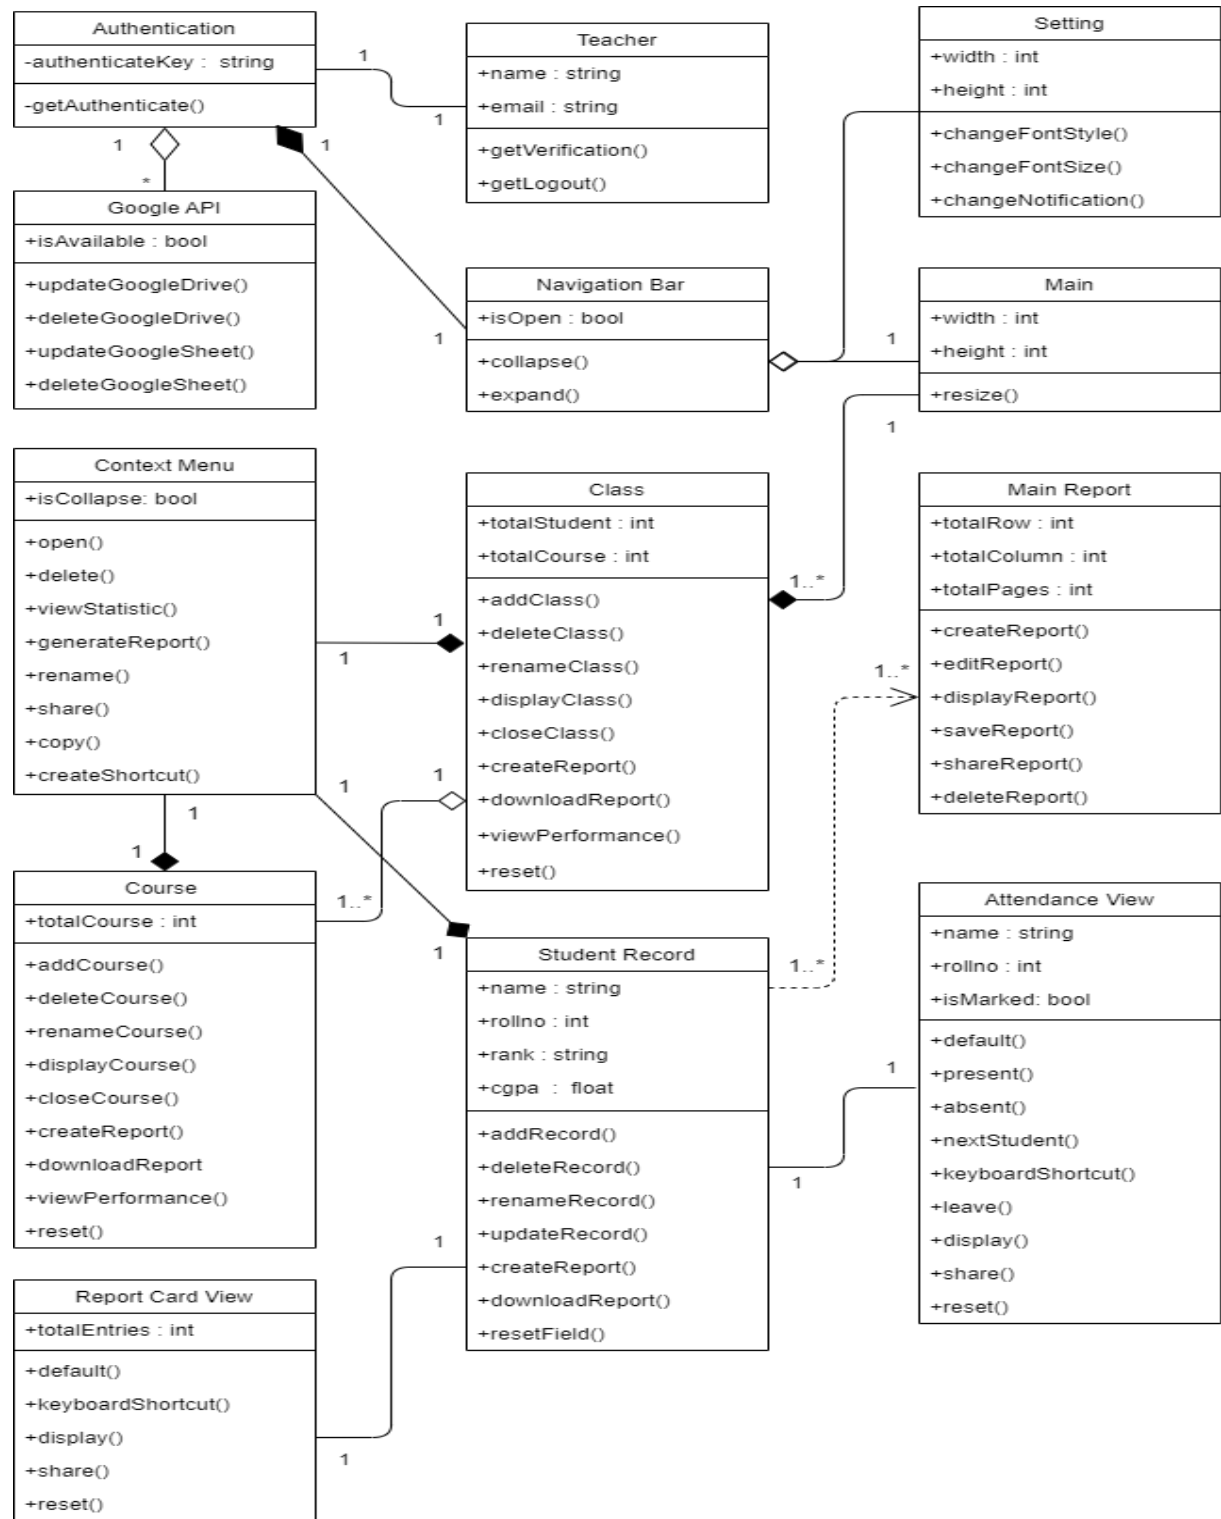 Authentication
-authenticateKey : string
-getAuthenticate()
1
1
Teacher
+name : string
+email : string
+getVerification()
+getLogout()
Setting
+width : int
+height : int
+changeFontStyle()
+changeFontSize()
+changeNotification()
1
*
1
1
Google API
+isAvailable : bool
+updateGoogleDrive()
+deleteGoogleDrive()
+updateGoogleSheet()
+deleteGoogleSheet()
Navigation Bar
+isOpen : bool
+collapse()
+expand()
1
Main
+width : int
+height : int
+resize()
1
1..*
Context Menu
+isCollapse: bool
+open()
+delete()
+viewStatistic()
+generateReport()
+rename()
+share()
+copy()
+createShortcut()
1
1
Class
+totalStudent : int
+totalCourse : int
+addClass()
+deleteClass()
+renameClass()
+displayClass()
+closeClass()
+createReport()
+downloadReport()
+viewPerformance()
+reset()
Main Report
+totalRow : int
+totalColumn : int
+totalPages : int
+createReport()
+editReport()
+displayReport()
+saveReport()
+shareReport()
+deleteReport()
1..*
1..*
1
1
1
1
1..*
1
Course
+totalCourse : int
+addCourse()
+deleteCourse()
+renameCourse()
+displayCourse()
+closeCourse()
+createReport()
+downloadReport
+viewPerformance()
+reset()
Student Record
+name : string
+rollno : int
+rank : string
+cgpa : float
+addRecord()
+deleteRecord()
+renameRecord()
+updateRecord()
+createReport()
+downloadReport()
+resetField()
1
1
Attendance View
+name : string
+rollno : int
+isMarked: bool
+default()
+present()
+absent()
+nextStudent()
+keyboardShortcut()
+leave()
+display()
+share()
+reset()
1
1
Report Card View
+totalEntries : int
+default()
+keyboardShortcut()
+display()
+share()
+reset()